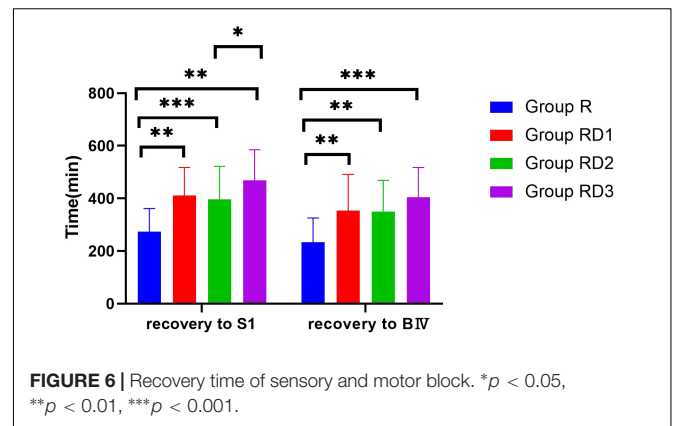 *
** ***
*** **
** **
800
600
400
200
0
Time(min)
recovery to S1 recovery to BⅣ
Group R
Group RD1
Group RD2
Group RD3
FIGURE 6 | Recovery time of sensory and motor block. *p < 0.05,
**p < 0.01, ***p < 0.001.